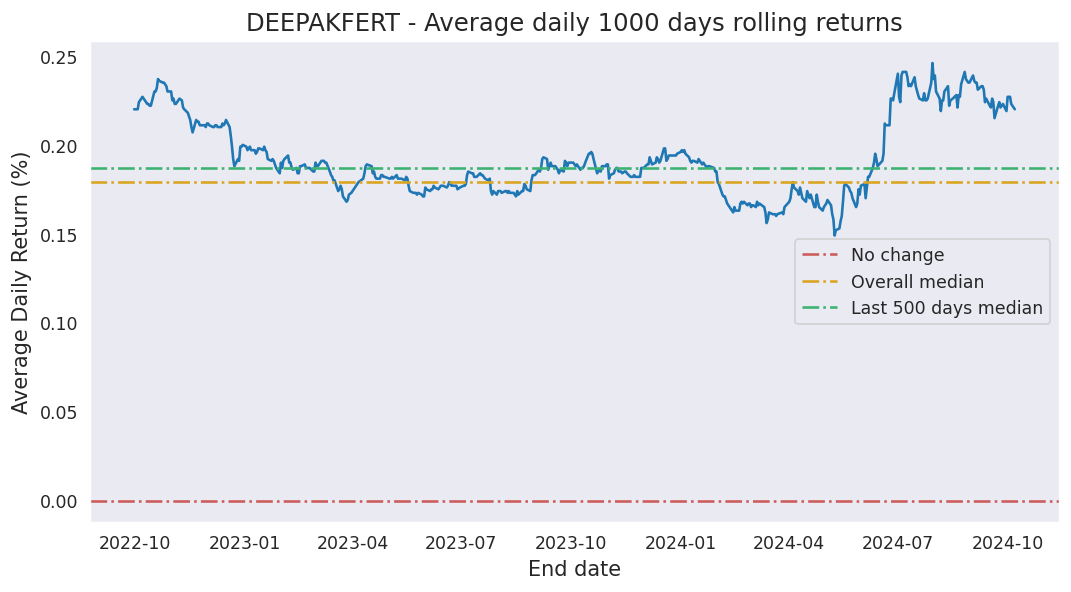 DEEPAKFERT - Average daily 1000 days rolling returns
Average Daily Return (%)
0.25
0.20
0.15
0.10
0.05
0.00
No change
Overall median
Last 500 days median
2022-10 2023-01 2023-04 2023-07 2023-10 2024-01 2024-04 2024-07 2024-10
End date